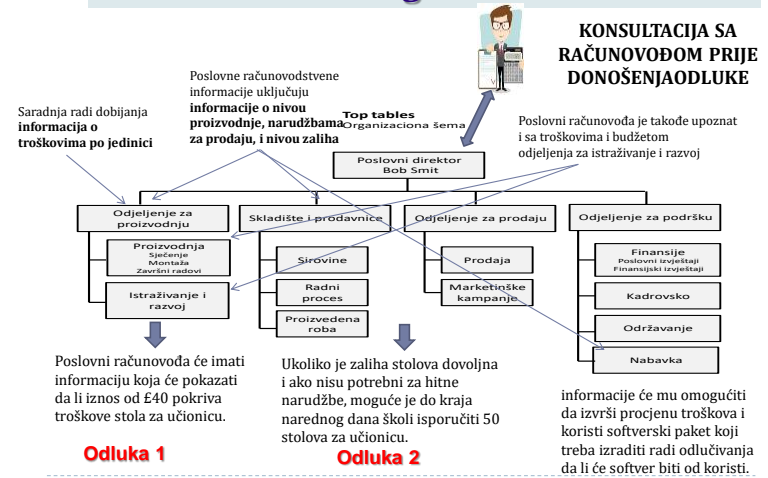 KONSULTACIJA SA
RAČUNOVOĐOM PRIJE
DONOŠENJAODLUKE
Poslovne računovodstvene
informacije uključuju
informacije o nivou
proizvodnje, narudžbama
za prodaju, i nivou zaliha
Saradnja radi dobijanja
informacija o
troškovima po jedinici
Top tables
Organizaciona šema
Poslovni računovođa je takođe upoznat
i sa troškovima i budžetom
odjeljenja za istraživanje i razvoj
Poslovni direktor
Bob Smit
Odjeljenje za
proizvodnju
Skladište i prodavnice
Odjeljenje za prodaju
Odjeljenje za podršku
Proizvodnja
Sječenje
Montaža
Završni radovi
Istraživanje i
razvoj
Sirovine
Radni
proces
Proizvedena
roba
Prodaja
Marketinške
kampanje
Finansije
Poslovni izvještaji
Finansijski izvještaji
Kadrovsko
Održavanje
Nabavka
Poslovni računovođa će imati
informaciju koja će pokazati
da li iznos od £40 pokriva
troškove stola za učionicu.
Odluka 1
Ukoliko je zaliha stolova dovoljna
i ako nisu potrebni za hitne
narudžbe, moguće je do kraja
narednog dana školi isporučiti 50
stolova za učionicu.
Odluka 2
informacije će mu omogućiti
da izvrši procjenu troškova i
koristi softverski paket koji
treba izraditi radi odlučivanja
da li će softver biti od koristi.